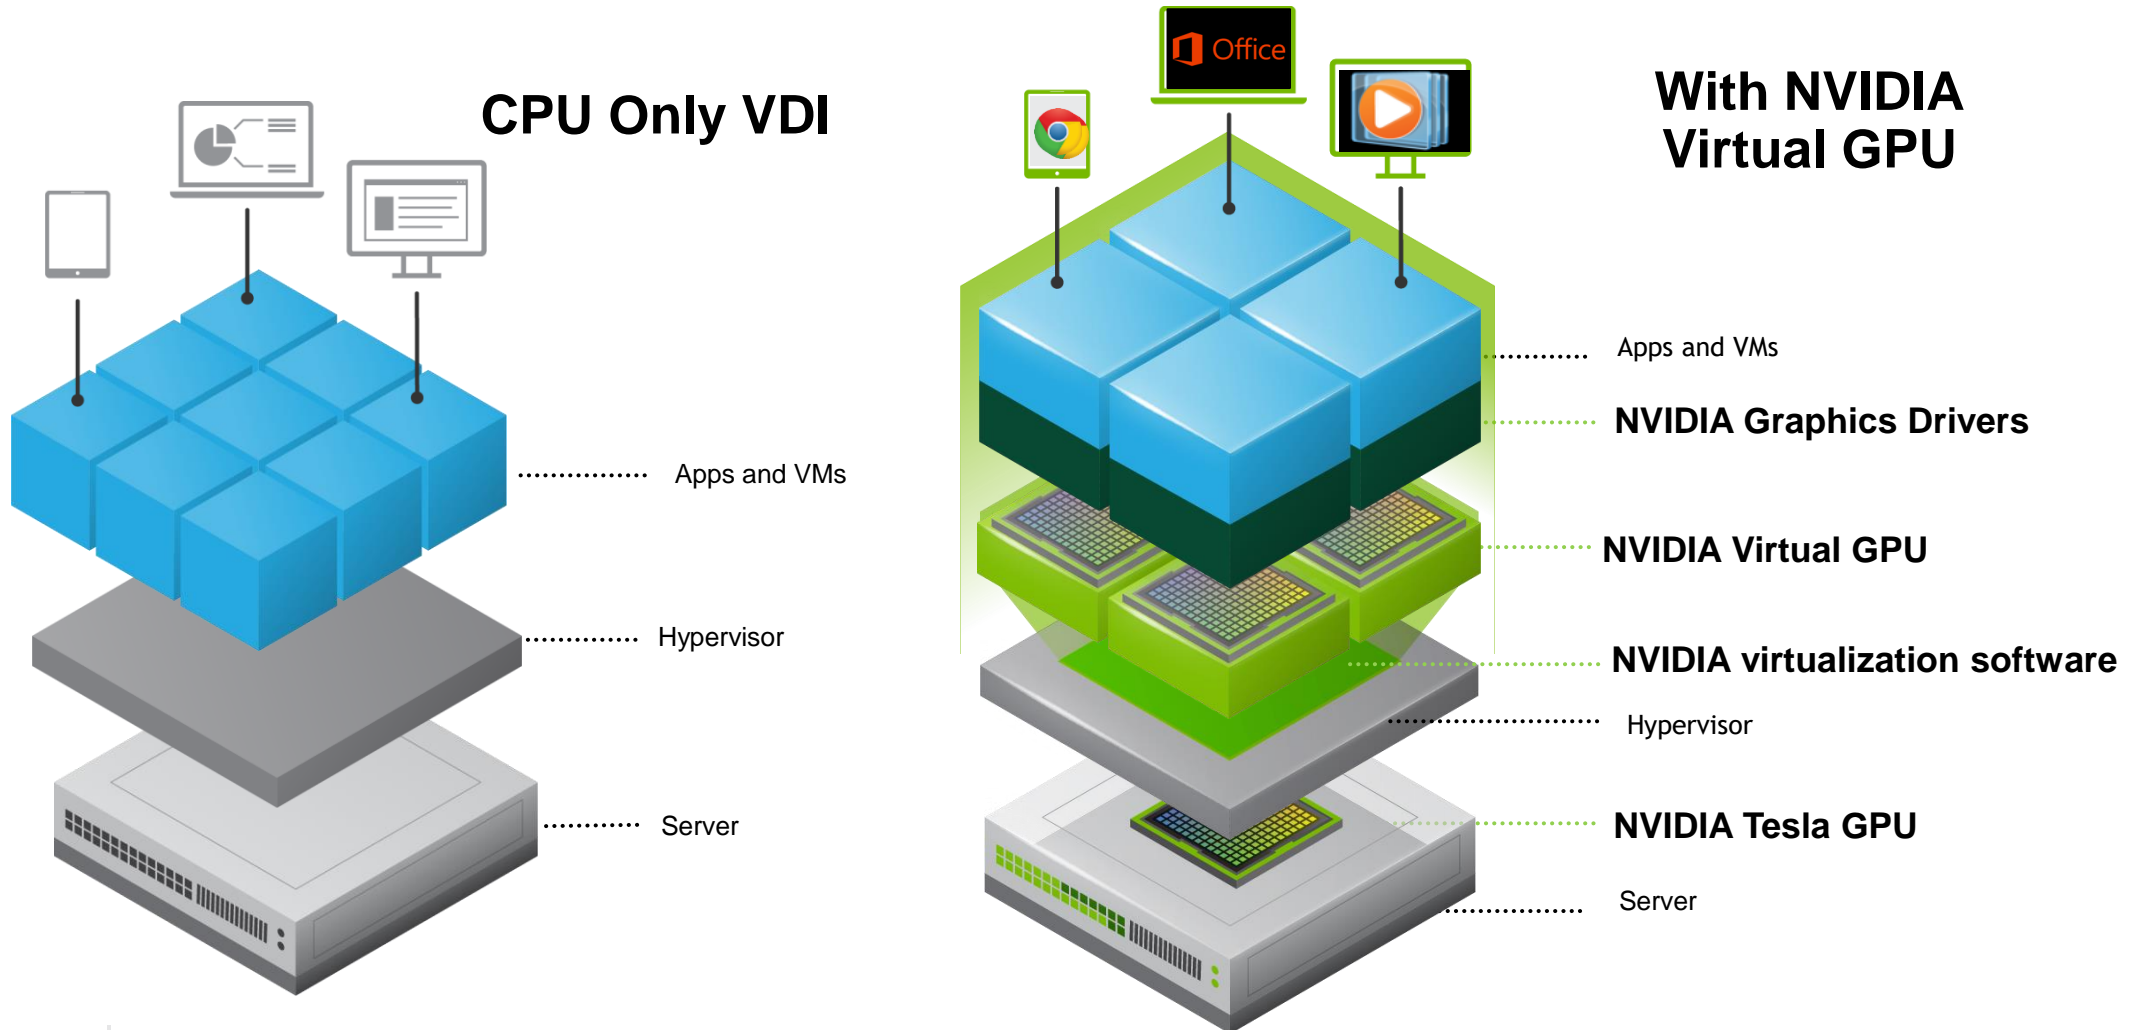 CPU Only VDI
Apps and VMs
Hypervisor
Server
Office
With NVIDIA
Virtual GPU
Apps and VMs
NVIDIA Graphics Drivers
NVIDIA Virtual GPU
NVIDIA virtualization software
Hypervisor
NVIDIA Tesla GPU
Server